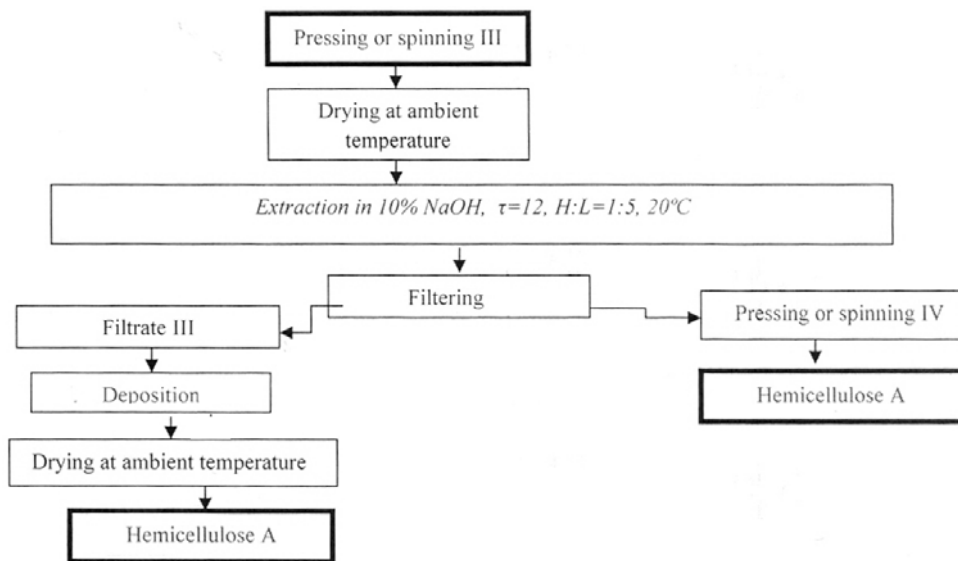 Pressing or spinning III
Drying at ambient
temperature
Extraction in 10% NaOH, τ=12, H:L=1:5, 20°C
Filtering
Filtrate III
Pressing or spinning IV
Deposition
Hemicellulose A
Drying at ambient temperature
Hemicellulose A